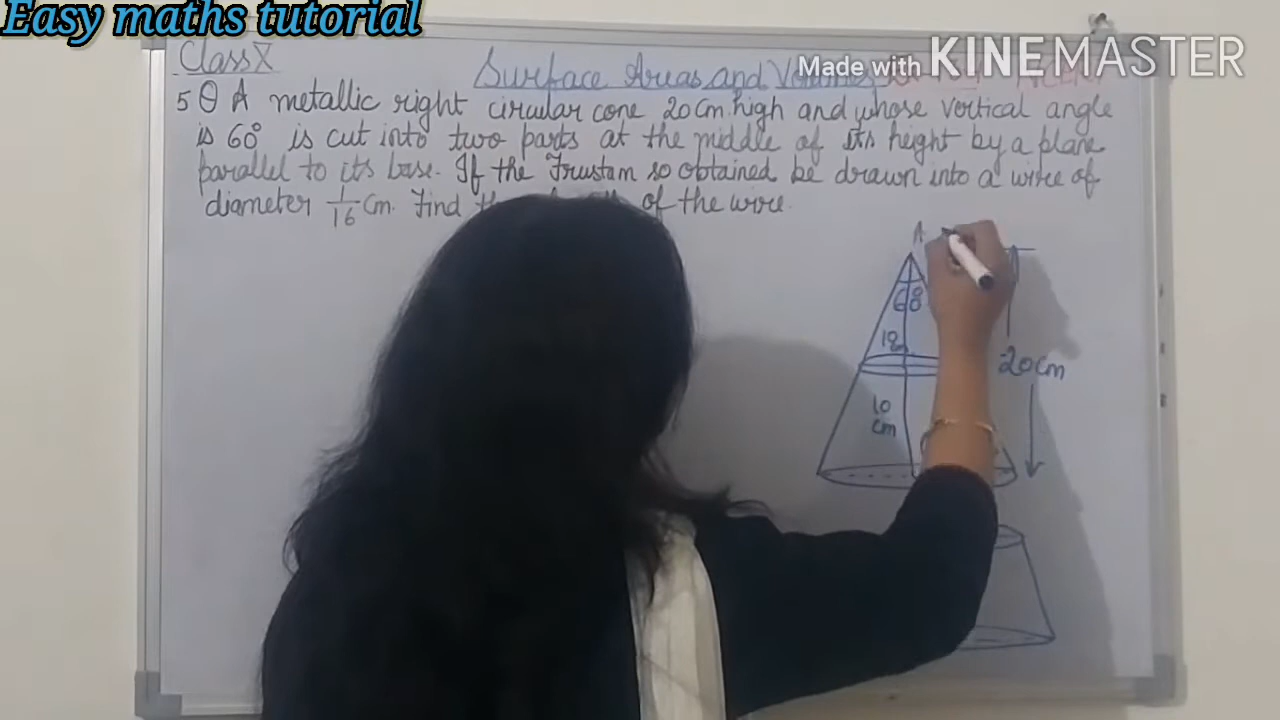 Easy maths tutorial
Made with KINEMASTER
Class X
Surface Areas and Volumes
5 Q A metallic right circular cone 20 cm high and whose vertical angle
is 60° is cut into two parts at the middle of its height by a plane
parallel to its base. If the Frustum so obtained be drawn into a wire of
diameter 1/16 Cm. Find the of the wire.
A
60
20cm
10
cm